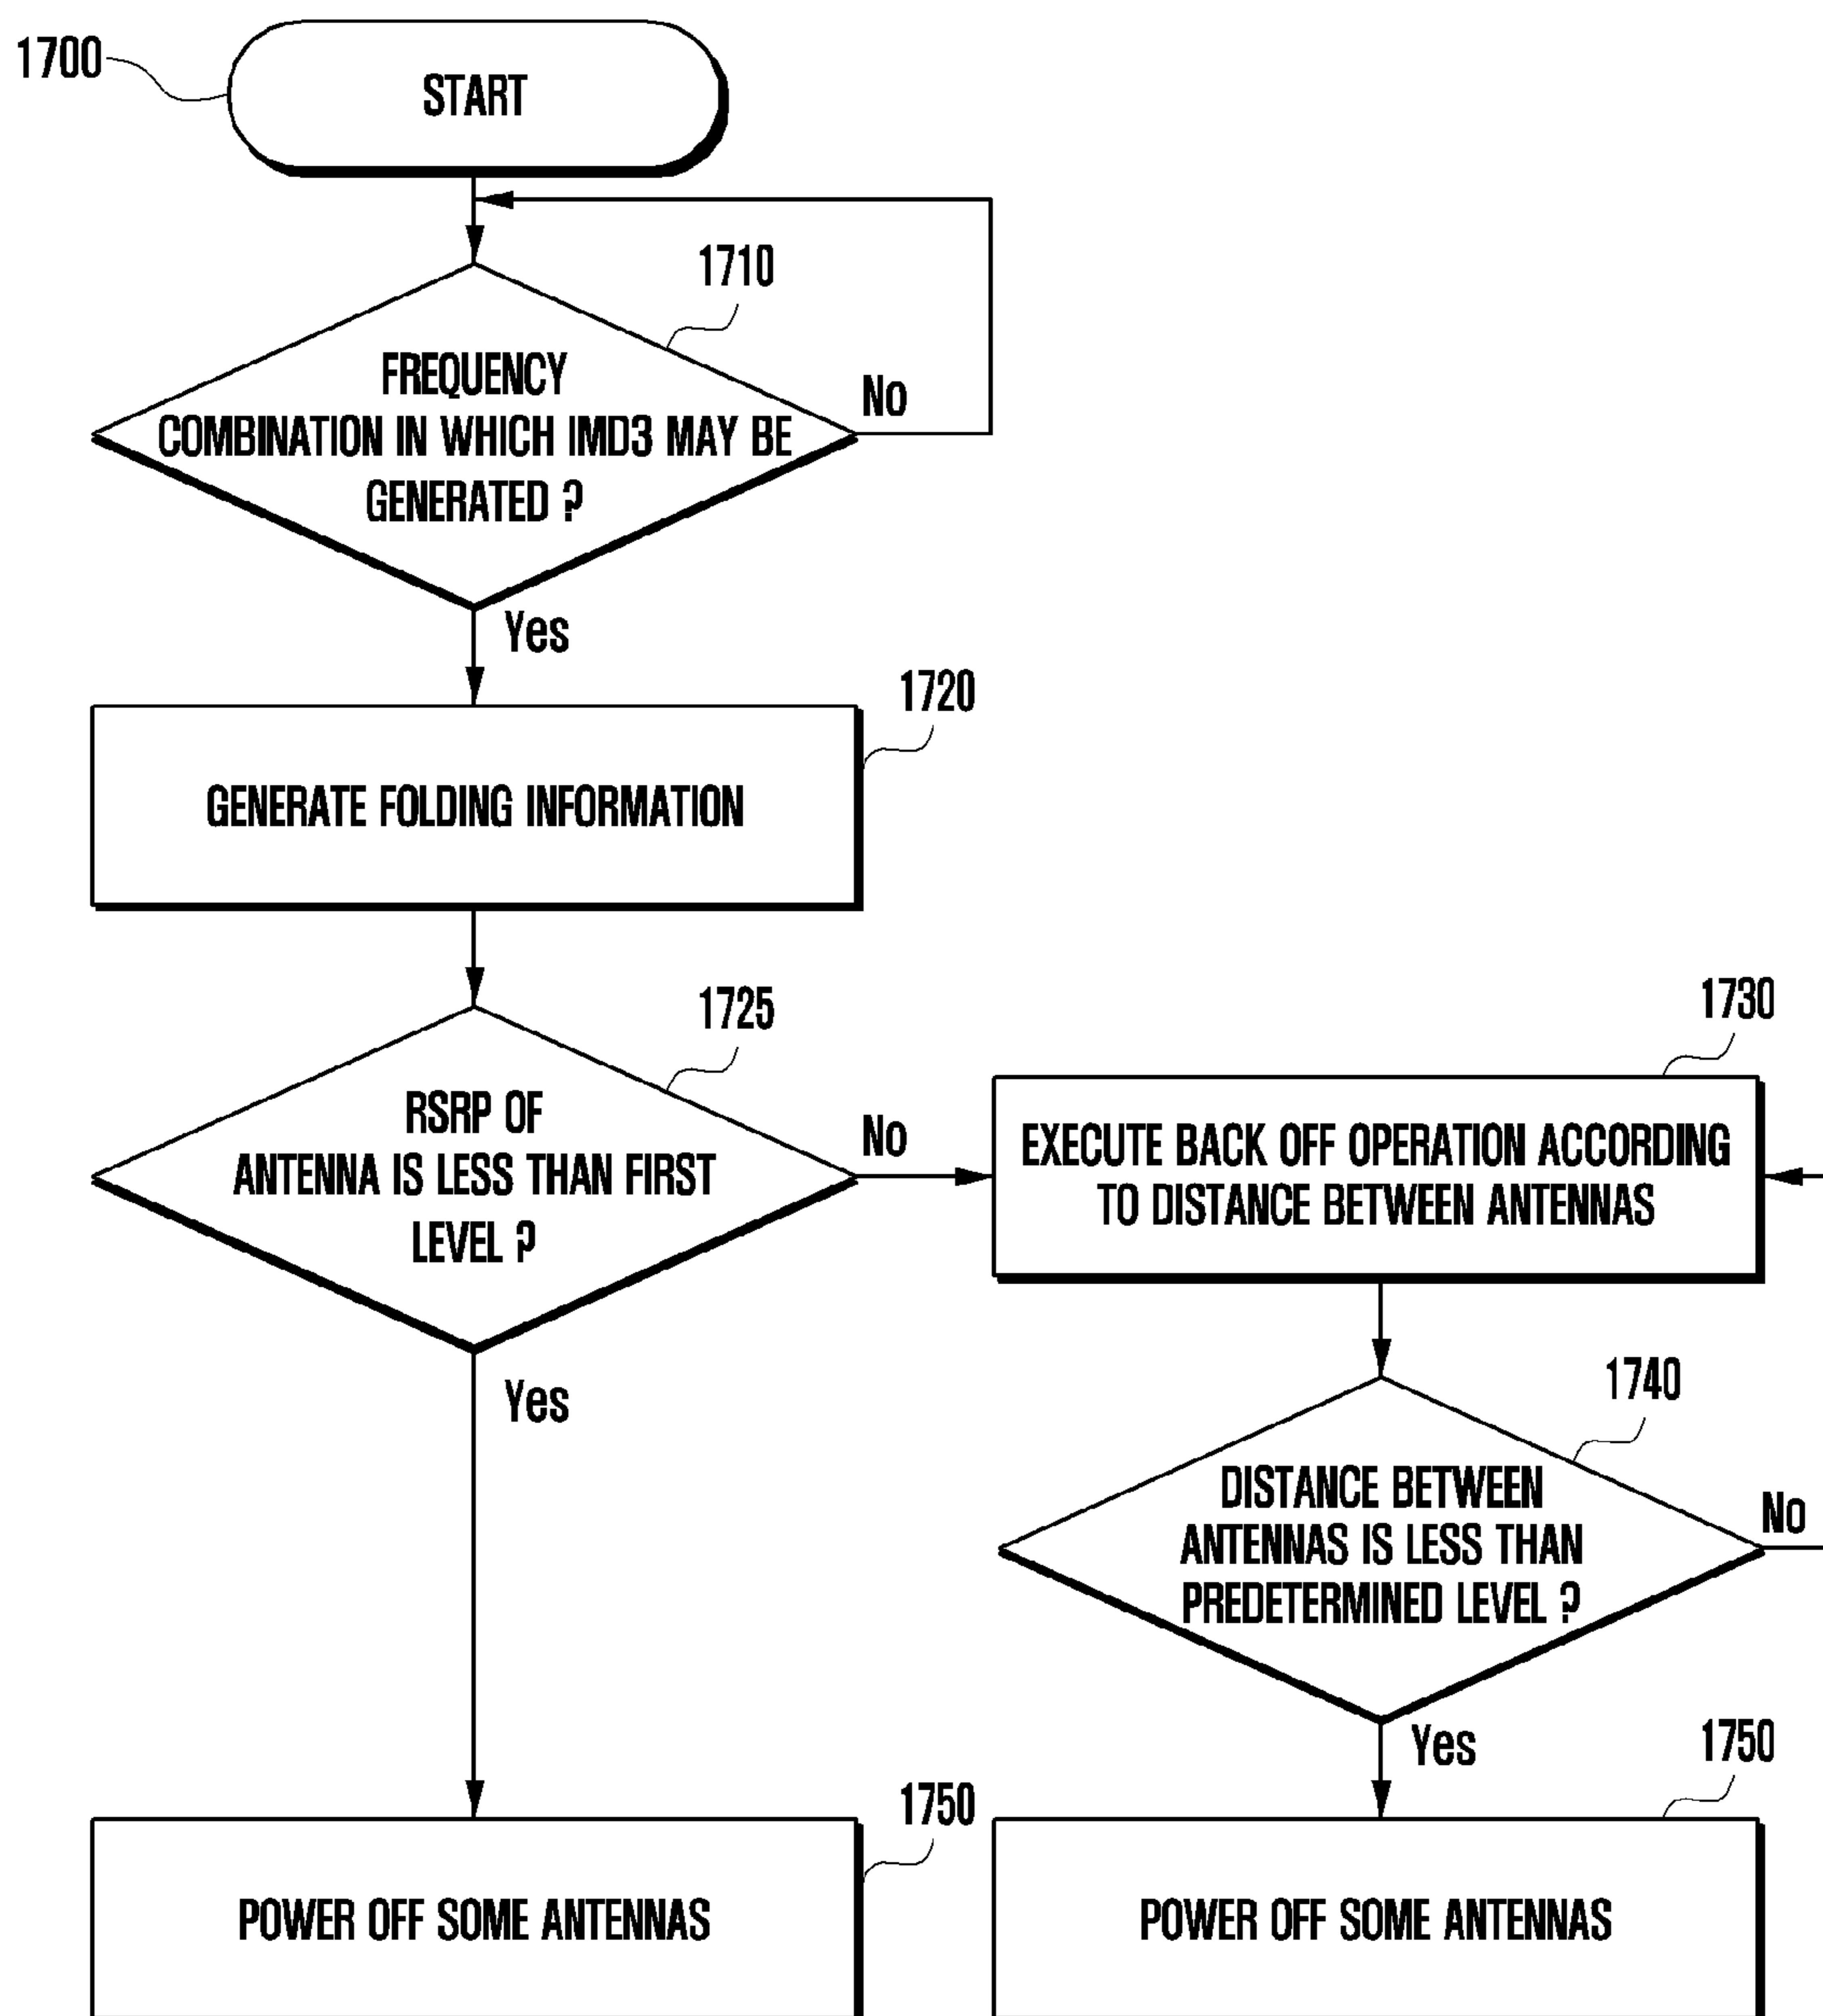 1700
START
1710
FREQUENCY
COMBINATION IN WHICH IMD3 MAY BE
GENERATED ?
No
Yes
1720
GENERATE FOLDING INFORMATION
1725
RSRP OF
ANTENNA IS LESS THAN FIRST
LEVEL ?
No
Yes
1730
EXECUTE BACK OFF OPERATION ACCORDING
TO DISTANCE BETWEEN ANTENNAS
1740
DISTANCE BETWEEN
ANTENNAS IS LESS THAN
PREDETERMINED LEVEL ?
No
Yes
1750
POWER OFF SOME ANTENNAS
1750
POWER OFF SOME ANTENNAS